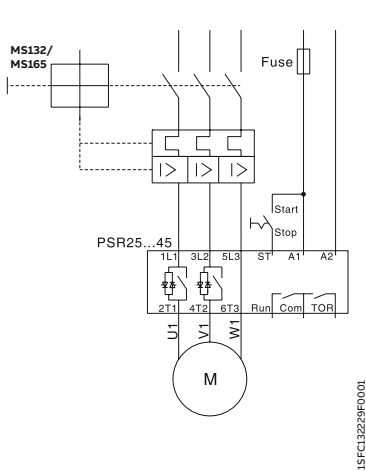 MS132/
MS165
Fuse
Start
Stop
PSR25...45
1L1 3L2 5L3 ST A1 A2
2T1 4T2 6T3 Run Com TOR
U1 V1 W1
M
1SFC132229F0001